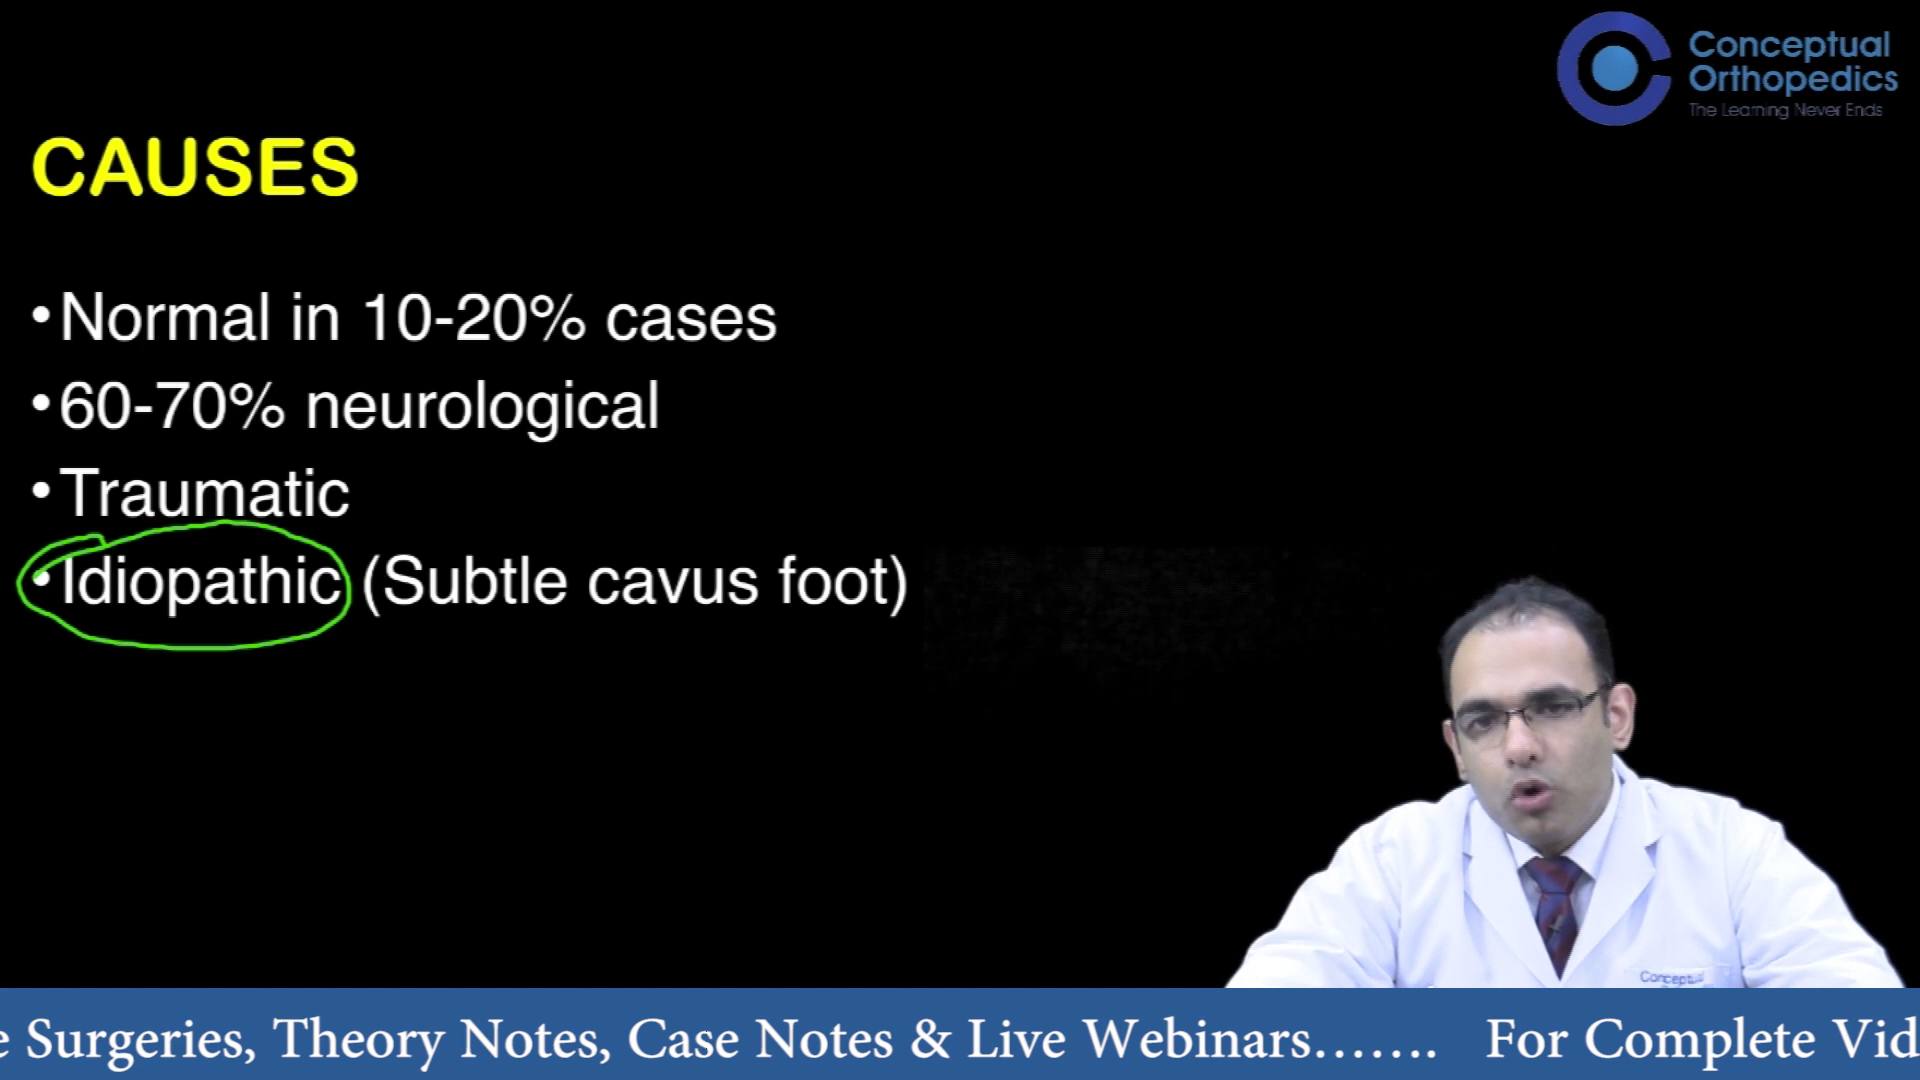 Conceptual
Orthopedics
The Learning Never Ends
CAUSES
•Normal in 10-20% cases
•60-70% neurological
•Traumatic
•Idiopathic (Subtle cavus foot)
Conceptual
e Surgeries, Theory Notes, Case Notes & Live Webinars....... For Complete Vid